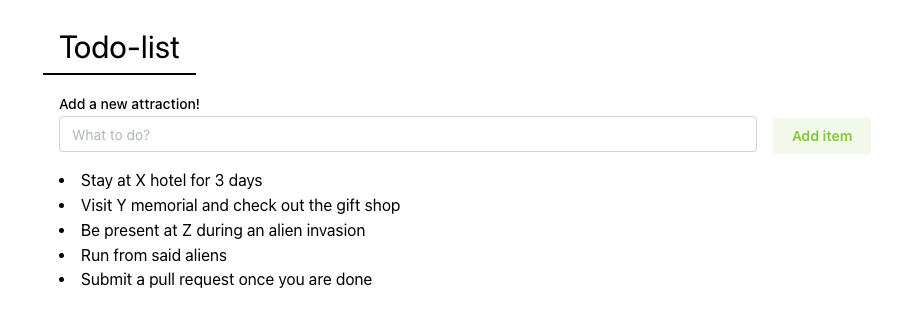 Todo-list
Add a new attraction!
What to do?
Add item
Stay at X hotel for 3 days
Visit Y memorial and check out the gift shop
Be present at Z during an alien invasion
Run from said aliens
Submit a pull request once you are done